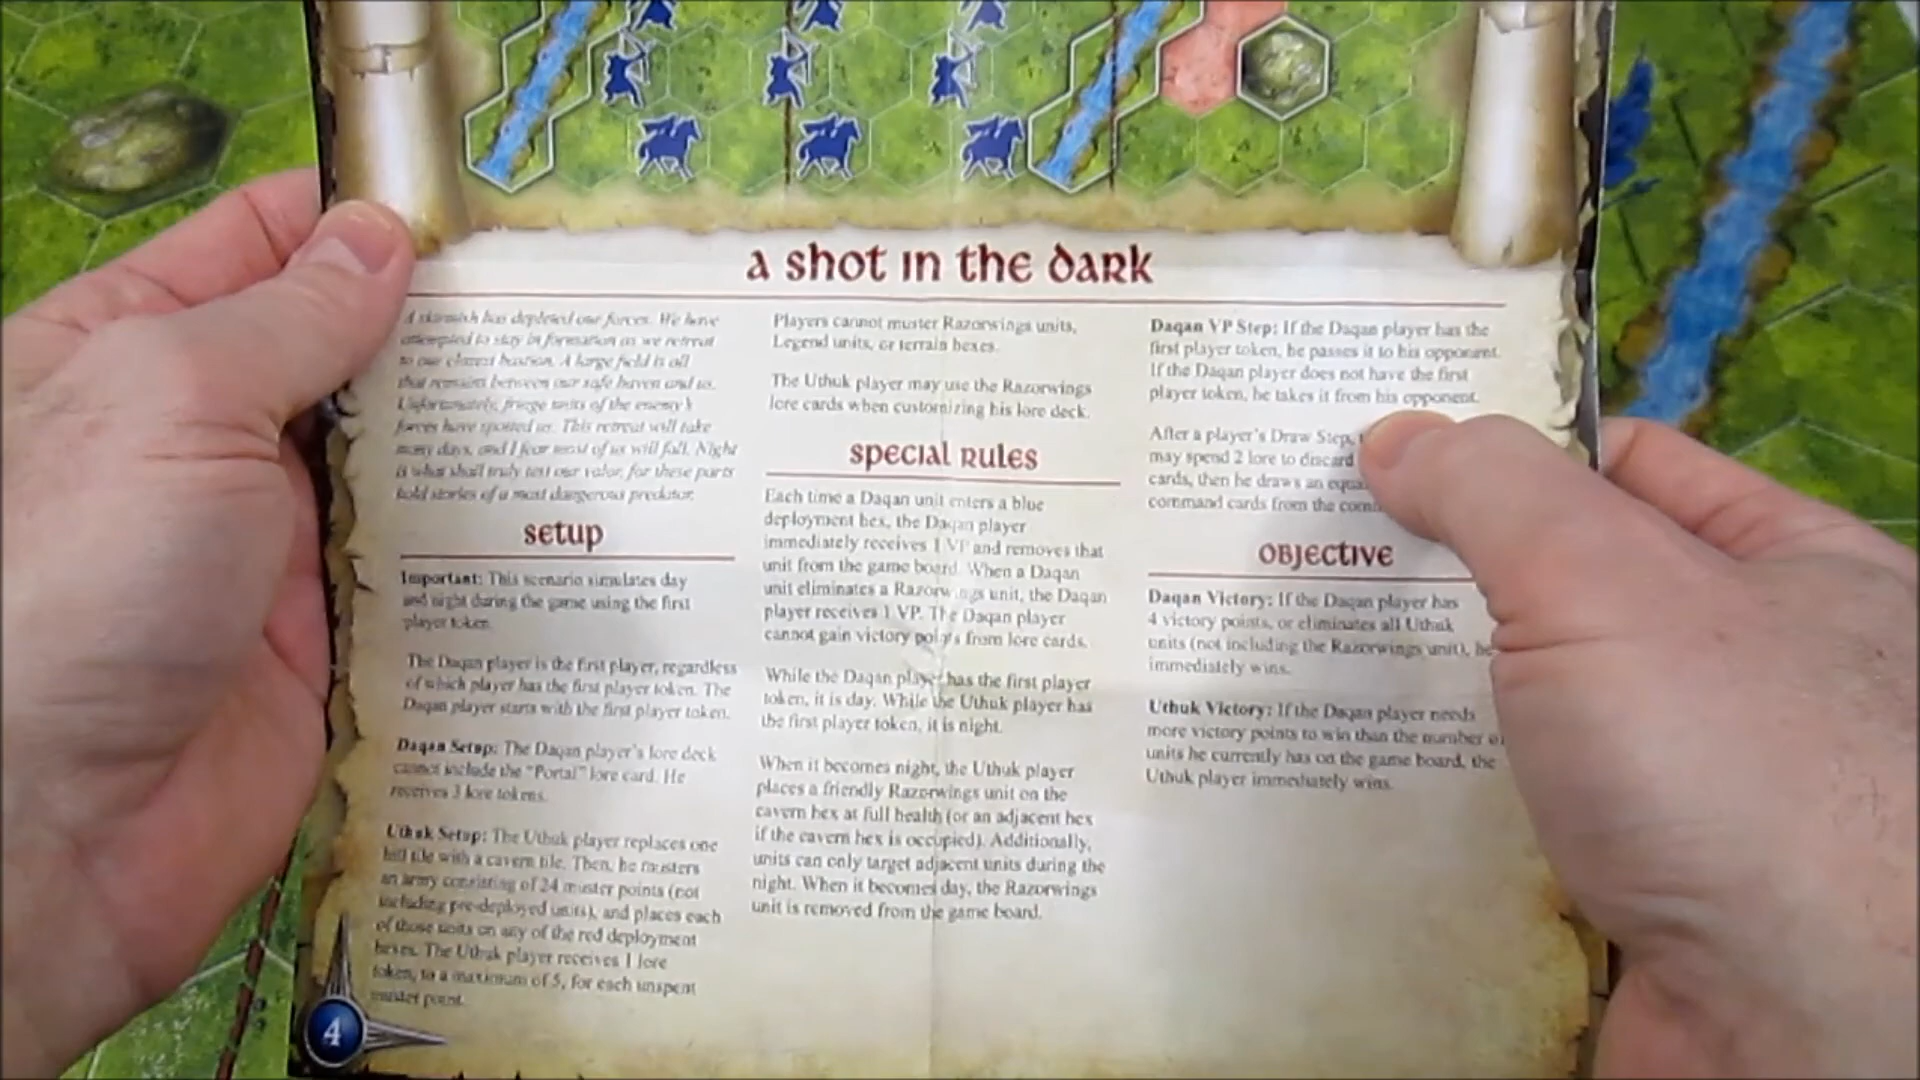 a shot in the dark
A skirmish has depleted our forces. We have
attempted to stay in formation as we retreat
to our closest bastion. A large field is all
that remains between our safe haven and us.
Unfortunately, fringe units of the enemy's
forces have spotted us. This retreat will take
many days, and I fear most of us will fall. Night
is what shall truly test our valor, for these parts
hold stories of a most dangerous predator.
setup
Important: This scenario simulates day
and night during the game using the first
player token.
The Daqan player is the first player, regardless
of which player has the first player token. The
Daqan player starts with the first player token.
Daqan Setup: The Daqan player's lore deck
cannot include the "Portal" lore card. He
receives 3 lore tokens.
Uthuk Setup: The Uthuk player replaces one
hill tile with a cavern tile. Then, he musters
an army consisting of 24 muster points (not
including pre-deployed units), and places each
of those units on any of the red deployment
hexes. The Uthuk player receives 1 lore
token, to a maximum of 5, for each unspent
muster point.
4
Players cannot muster Razorwings units,
Legend units, or terrain hexes.
The Uthuk player may use the Razorwings
lore cards when customizing his lore deck.
special rules
Each time a Daqan unit enters a blue
deployment hex, the Daqan player
immediately receives 1 VP and removes that
unit from the game board. When a Daqan
unit eliminates a Razorwings unit, the Daqan
player receives 1 VP. The Daqan player
cannot gain victory points from lore cards.
While the Daqan player has the first player
token, it is day. While the Uthuk player has
the first player token, it is night.
When it becomes night, the Uthuk player
places a friendly Razorwings unit on the
cavern hex at full health (or an adjacent hex
if the cavern hex is occupied). Additionally,
units can only target adjacent units during the
night. When it becomes day, the Razorwings
unit is removed from the game board.
Daqan VP Step: If the Daqan player has the
first player token, he passes it to his opponent.
If the Daqan player does not have the first
player token, he takes it from his opponent.
After a player's Draw Step,
may spend 2 lore to discard
cards, then he draws an
command cards from the
objective
Daqan Victory: If the Daqan player has
4 victory points, or eliminates all Uthuk
units (not including the Razorwings unit), he
immediately wins.
Uthuk Victory: If the Daqan player needs
more victory points to win than the number of
units he currently has on the game board, the
Uthuk player immediately wins.